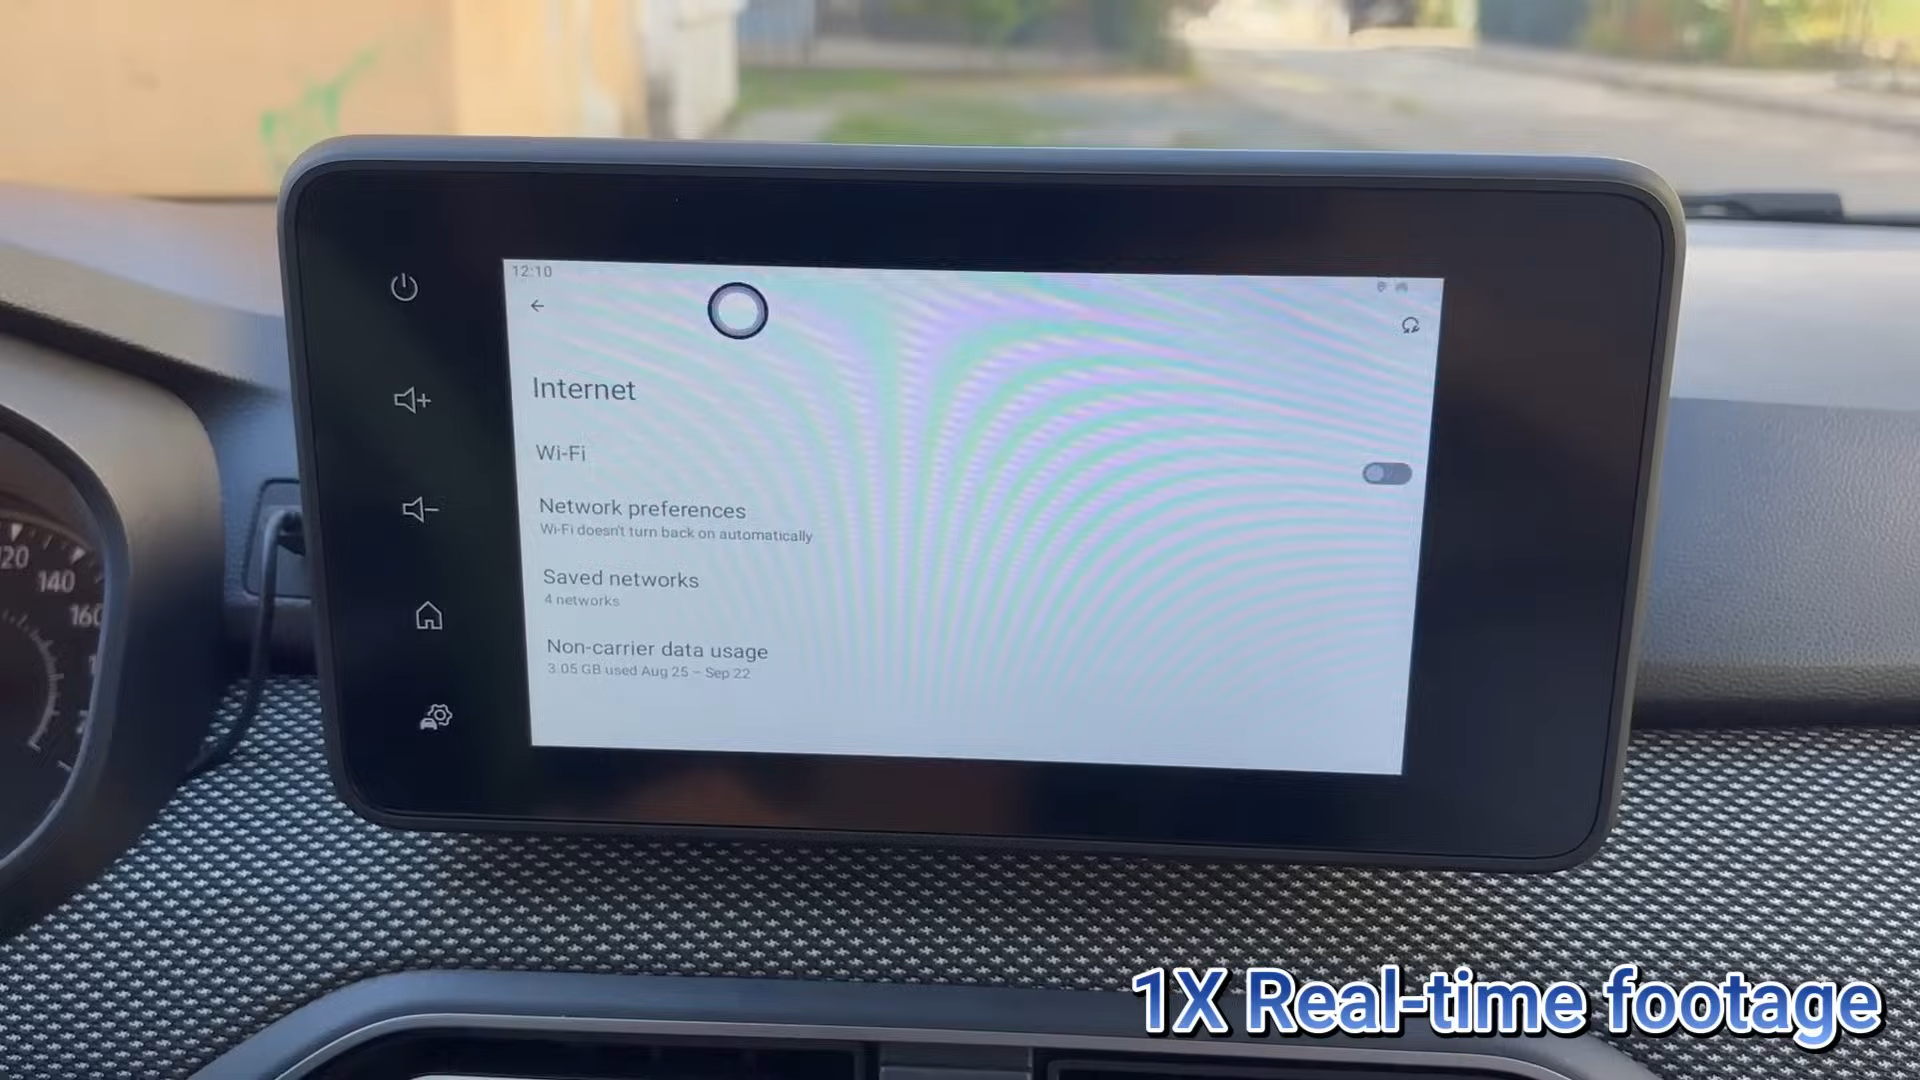 12:10
Internet
Wi-Fi
Network preferences
Wi-Fi doesn't turn back on automatically
Saved networks
4 networks
Non-carrier data usage
3.05 GB used Aug 25 – Sep 22
120
140
160
1X Real-time footage